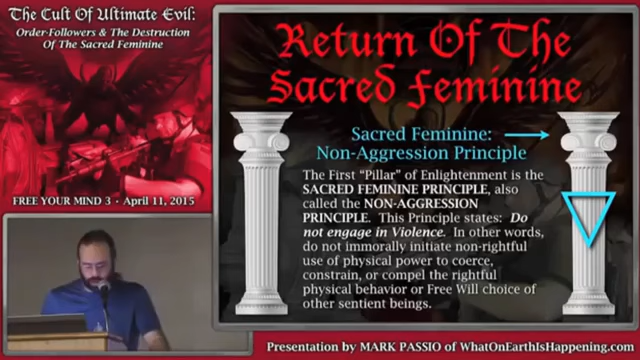 The Cult Of Ultimate Evil:
Order-Followers & The Destruction
Of The Sacred Feminine
FREE YOUR MIND 3 • April 11, 2015
Return Of The
Sacred Feminine
Sacred Feminine:
Non-Aggression Principle
The First “Pillar” of Enlightenment is the
SACRED FEMININE PRINCIPLE, also
called the NON-AGGRESSION
PRINCIPLE. This Principle states: Do
not engage in Violence. In other words,
do not immorally initiate non-rightful
use of physical power to coerce,
constrain, or compel the rightful
physical behavior or Free Will choice of
other sentient beings.
Presentation by MARK PASSIO of WhatOnEarthIsHappening.com